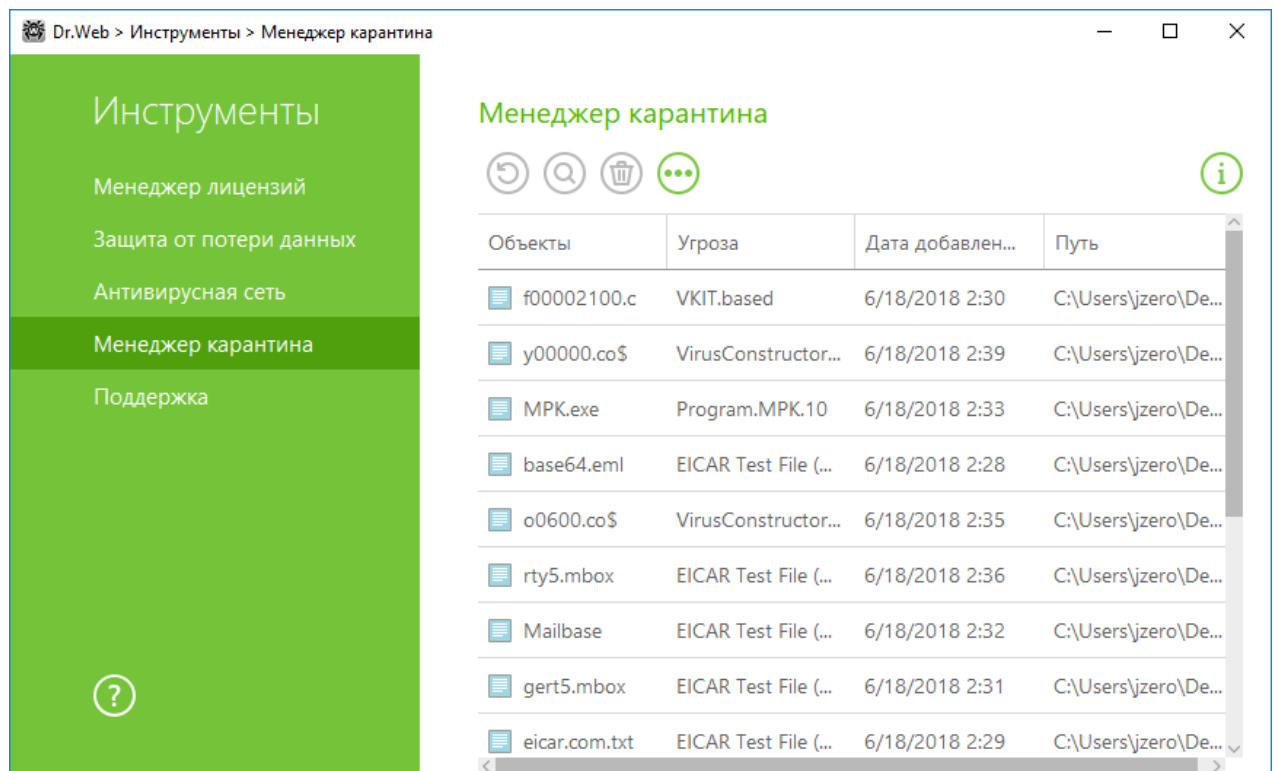 Dr.Web > Инструменты > Менеджер карантина
Инструменты
Менеджер лицензий
Защита от потери данных
Антивирусная сеть
Менеджер карантина
Поддержка
?
Менеджер карантина
i
Объекты Угроза Дата добавлен... Путь
f00002100.c VKIT.based 6/18/2018 2:30 C:\Users\jzero\De...
y00000.co$ VirusConstructor... 6/18/2018 2:39 C:\Users\jzero\De...
MPK.exe Program.MPK.10 6/18/2018 2:33 C:\Users\jzero\De...
base64.eml EICAR Test File (... 6/18/2018 2:28 C:\Users\jzero\De...
o0600.co$ VirusConstructor... 6/18/2018 2:35 C:\Users\jzero\De...
rty5.mbox EICAR Test File (... 6/18/2018 2:36 C:\Users\jzero\De...
Mailbase EICAR Test File (... 6/18/2018 2:32 C:\Users\jzero\De...
gert5.mbox EICAR Test File (... 6/18/2018 2:31 C:\Users\jzero\De...
eicar.com.txt EICAR Test File (... 6/18/2018 2:29 C:\Users\jzero\De...